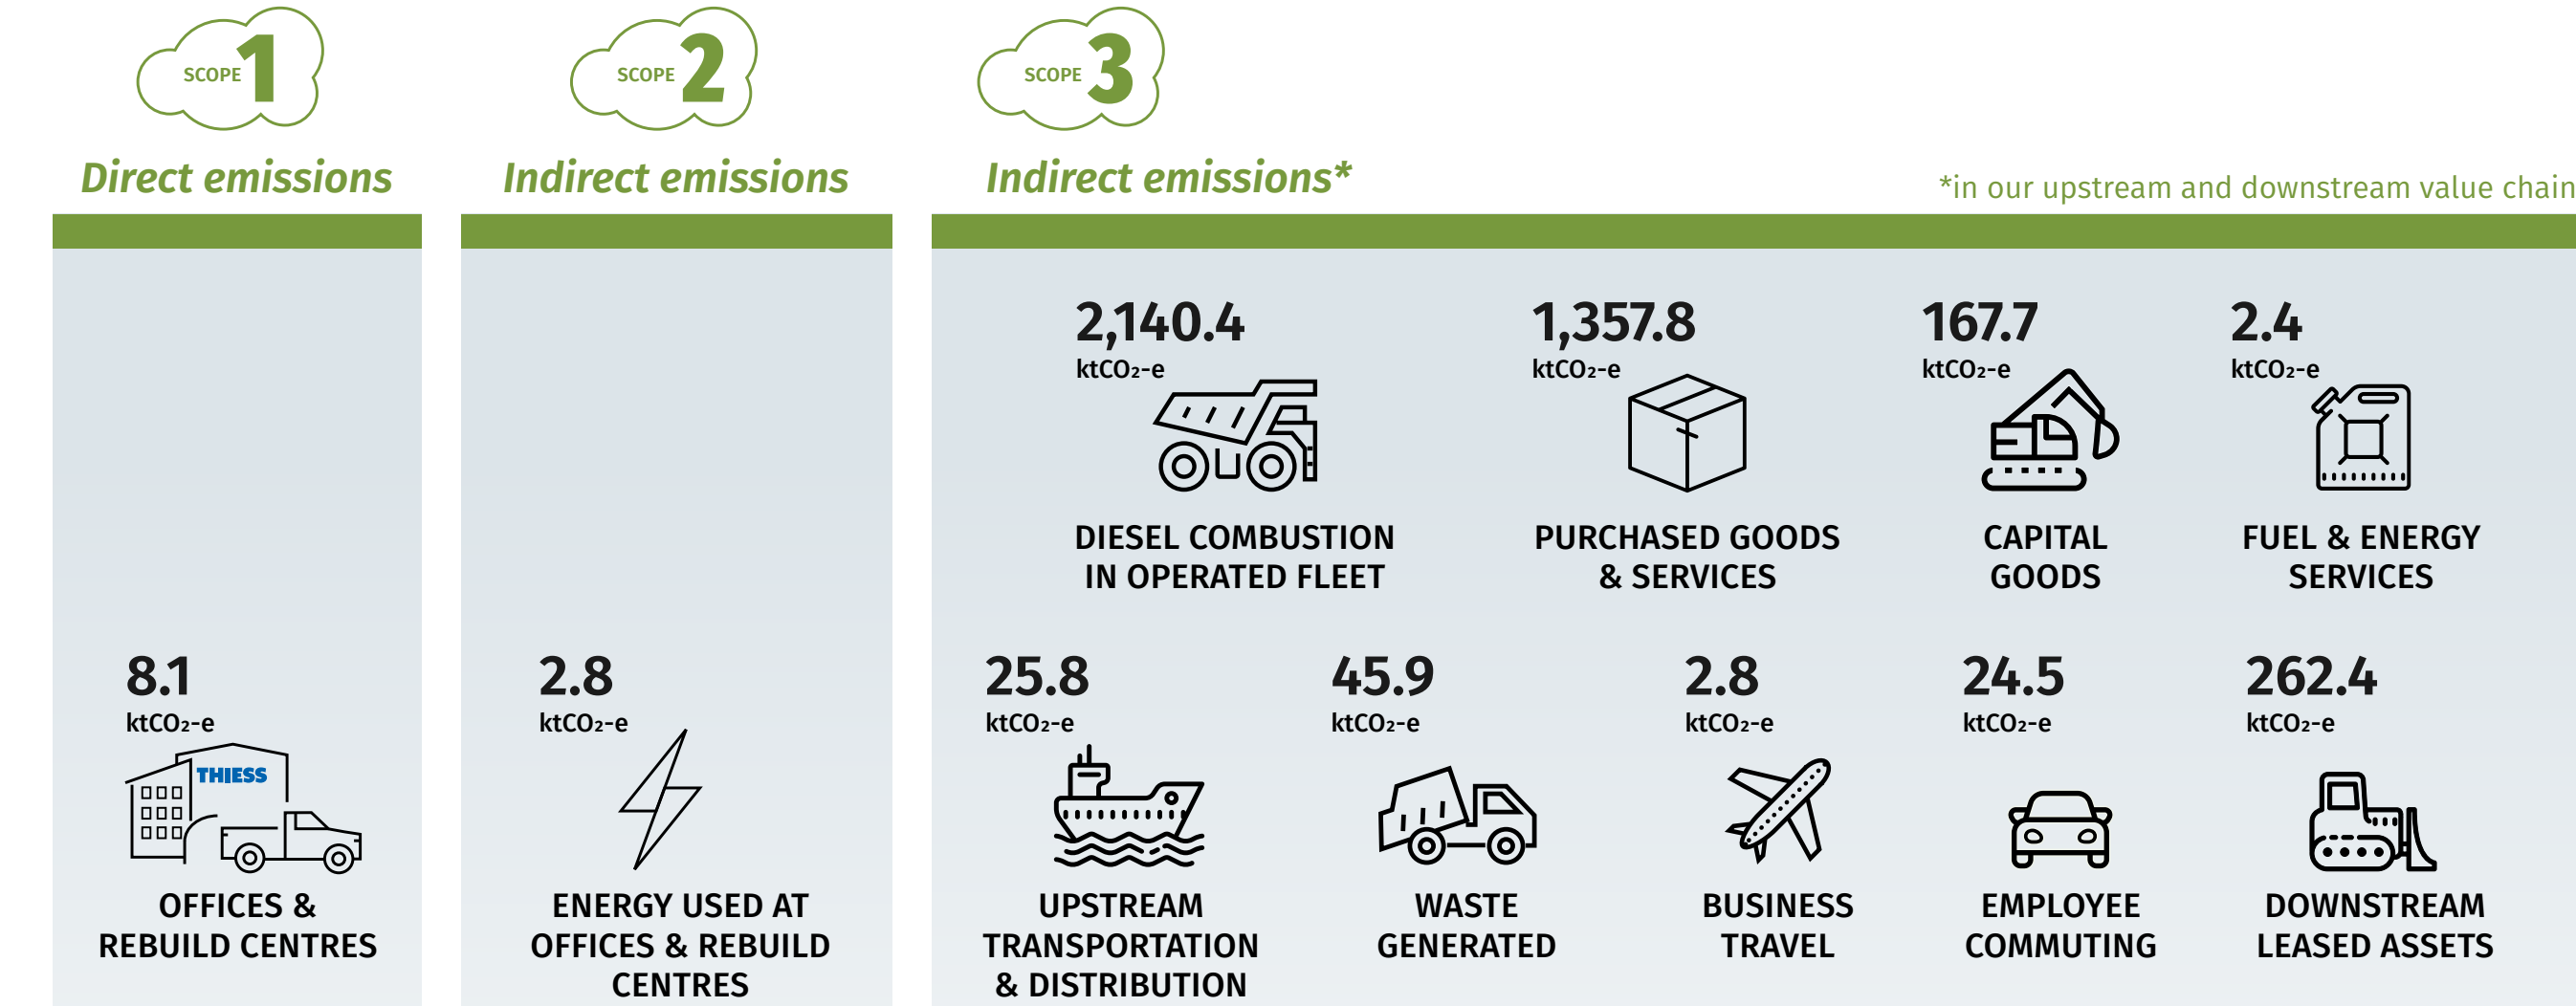 SCOPE 1
Direct emissions
8.1
ktCO₂-e
THIESS
OFFICES &
REBUILD CENTRES
SCOPE 2
Indirect emissions
2.8
ktCO₂-e
ENERGY USED AT
OFFICES & REBUILD
CENTRES
SCOPE 3
Indirect emissions*
*in our upstream and downstream value chain
2,140.4
ktCO₂-e
DIESEL COMBUSTION
IN OPERATED FLEET
1,357.8
ktCO₂-e
PURCHASED GOODS
& SERVICES
167.7
ktCO₂-e
CAPITAL
GOODS
2.4
ktCO₂-e
FUEL & ENERGY
SERVICES
25.8
ktCO₂-e
UPSTREAM
TRANSPORTATION
& DISTRIBUTION
45.9
ktCO₂-e
WASTE
GENERATED
2.8
ktCO₂-e
BUSINESS
TRAVEL
24.5
ktCO₂-e
EMPLOYEE
COMMUTING
262.4
ktCO₂-e
DOWNSTREAM
LEASED ASSETS